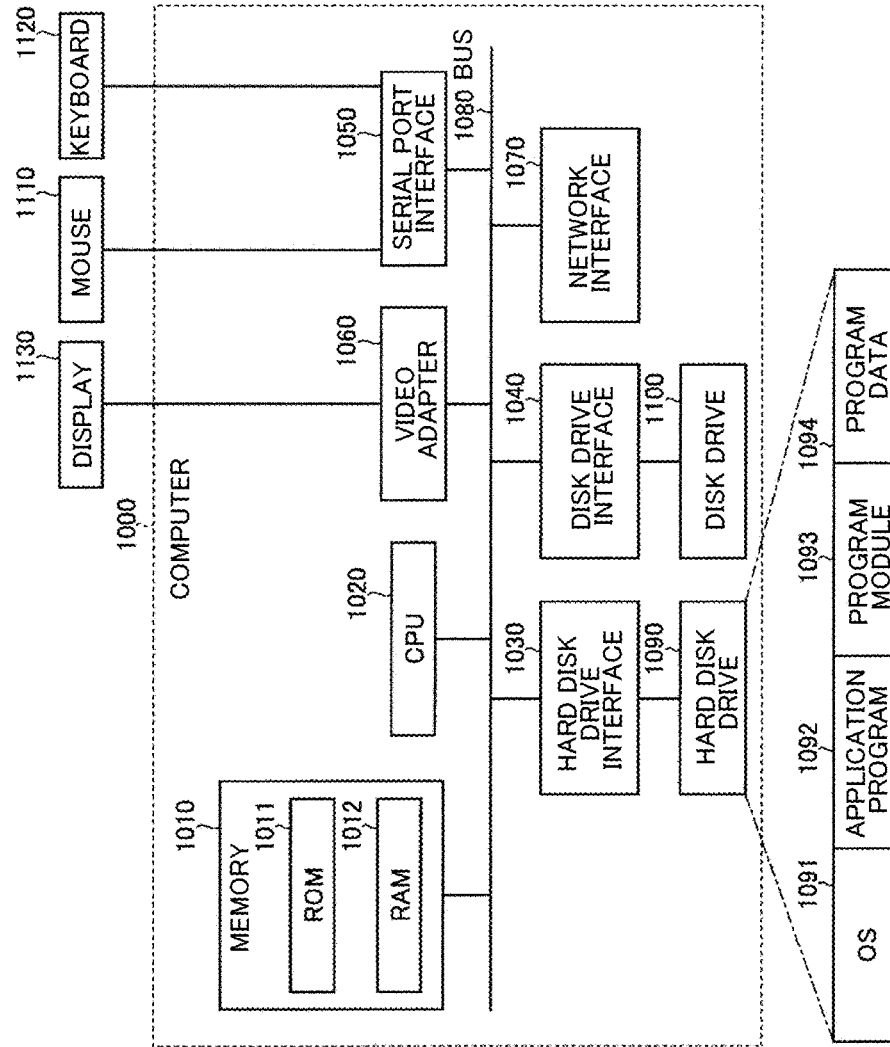 1000
COMPUTER
1010
MEMORY
1011
ROM
1012
RAM
1020
CPU
1130
DISPLAY
1110
MOUSE
1120
KEYBOARD
1060
VIDEO
ADAPTER
1050
SERIAL PORT
INTERFACE
1080 BUS
1030
HARD DISK
DRIVE
INTERFACE
1090
HARD DISK
DRIVE
1040
DISK DRIVE
INTERFACE
1100
DISK DRIVE
1070
NETWORK
INTERFACE
1091
OS
1092
APPLICATION
PROGRAM
1093
PROGRAM
MODULE
1094
PROGRAM
DATA